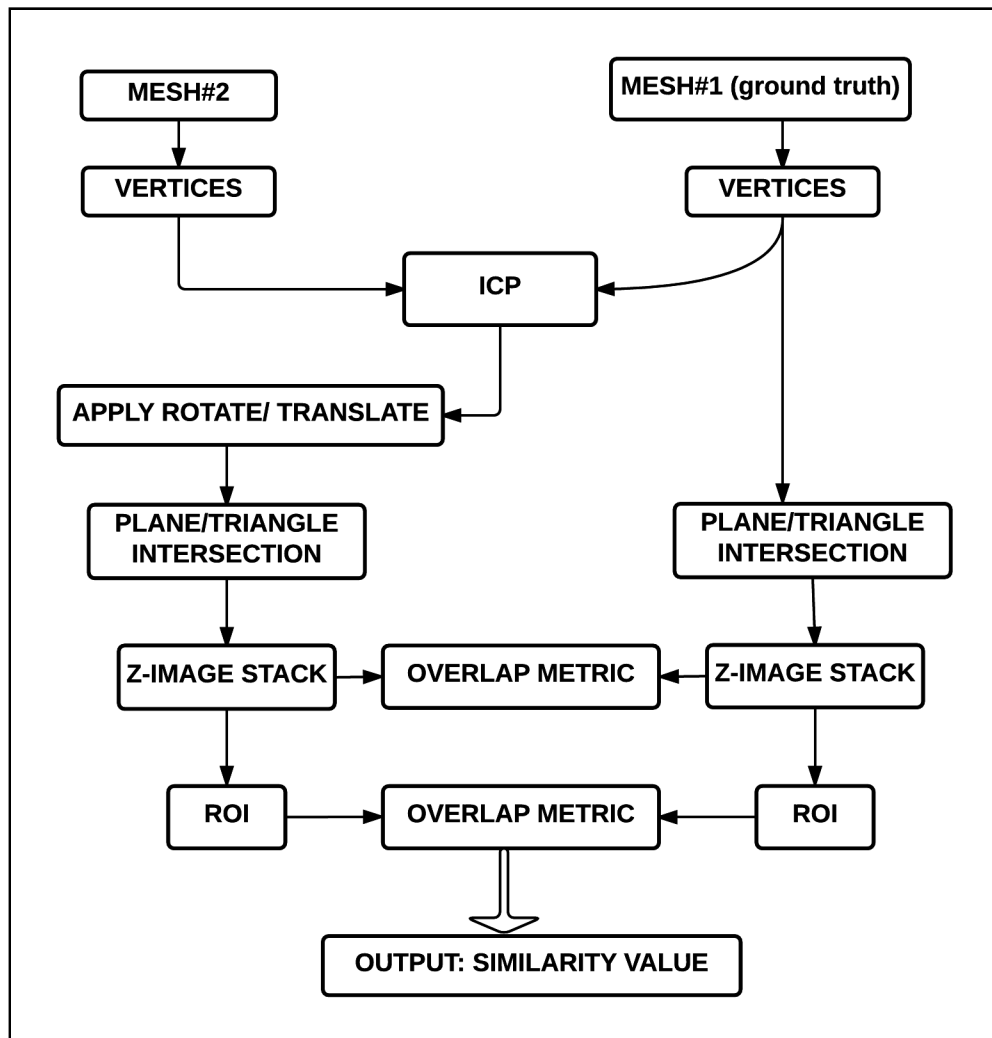 MESH#2
MESH#1 (ground truth)
VERTICES
VERTICES
ICP
APPLY ROTATE/ TRANSLATE
PLANE/TRIANGLE
INTERSECTION
PLANE/TRIANGLE
INTERSECTION
Z-IMAGE STACK
OVERLAP METRIC
Z-IMAGE STACK
ROI
OVERLAP METRIC
ROI
OUTPUT: SIMILARITY VALUE